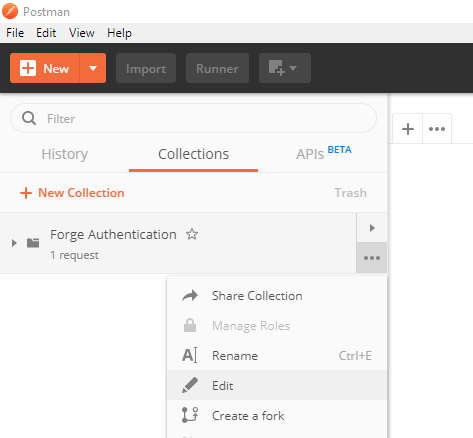 Postman
File Edit View Help
New Import Runner
Filter
History Collections APIs BETA
New Collection Trash
Forge Authentication
1 request
Share Collection
Manage Roles
Rename Ctrl+E
Edit
Create a fork